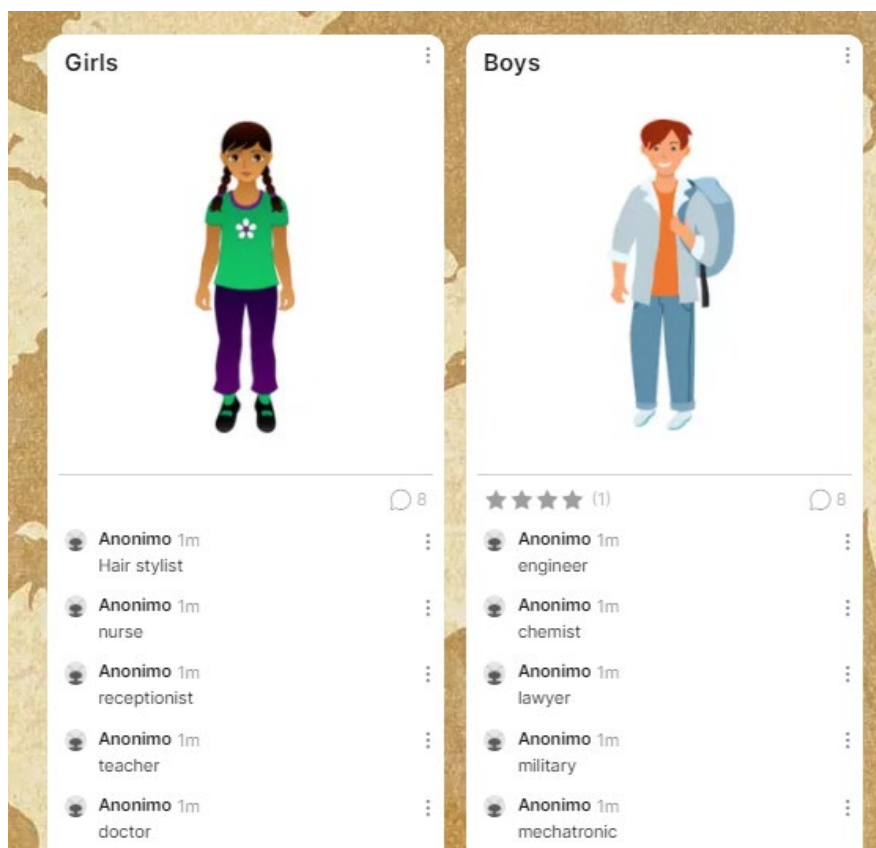 Girls
8
Anonimo 1m
Hair stylist
Anonimo 1m
nurse
Anonimo 1m
receptionist
Anonimo 1m
teacher
Anonimo 1m
doctor
Boys
(1)
8
Anonimo 1m
engineer
Anonimo 1m
chemist
Anonimo 1m
lawyer
Anonimo 1m
military
Anonimo 1m
mechatronic